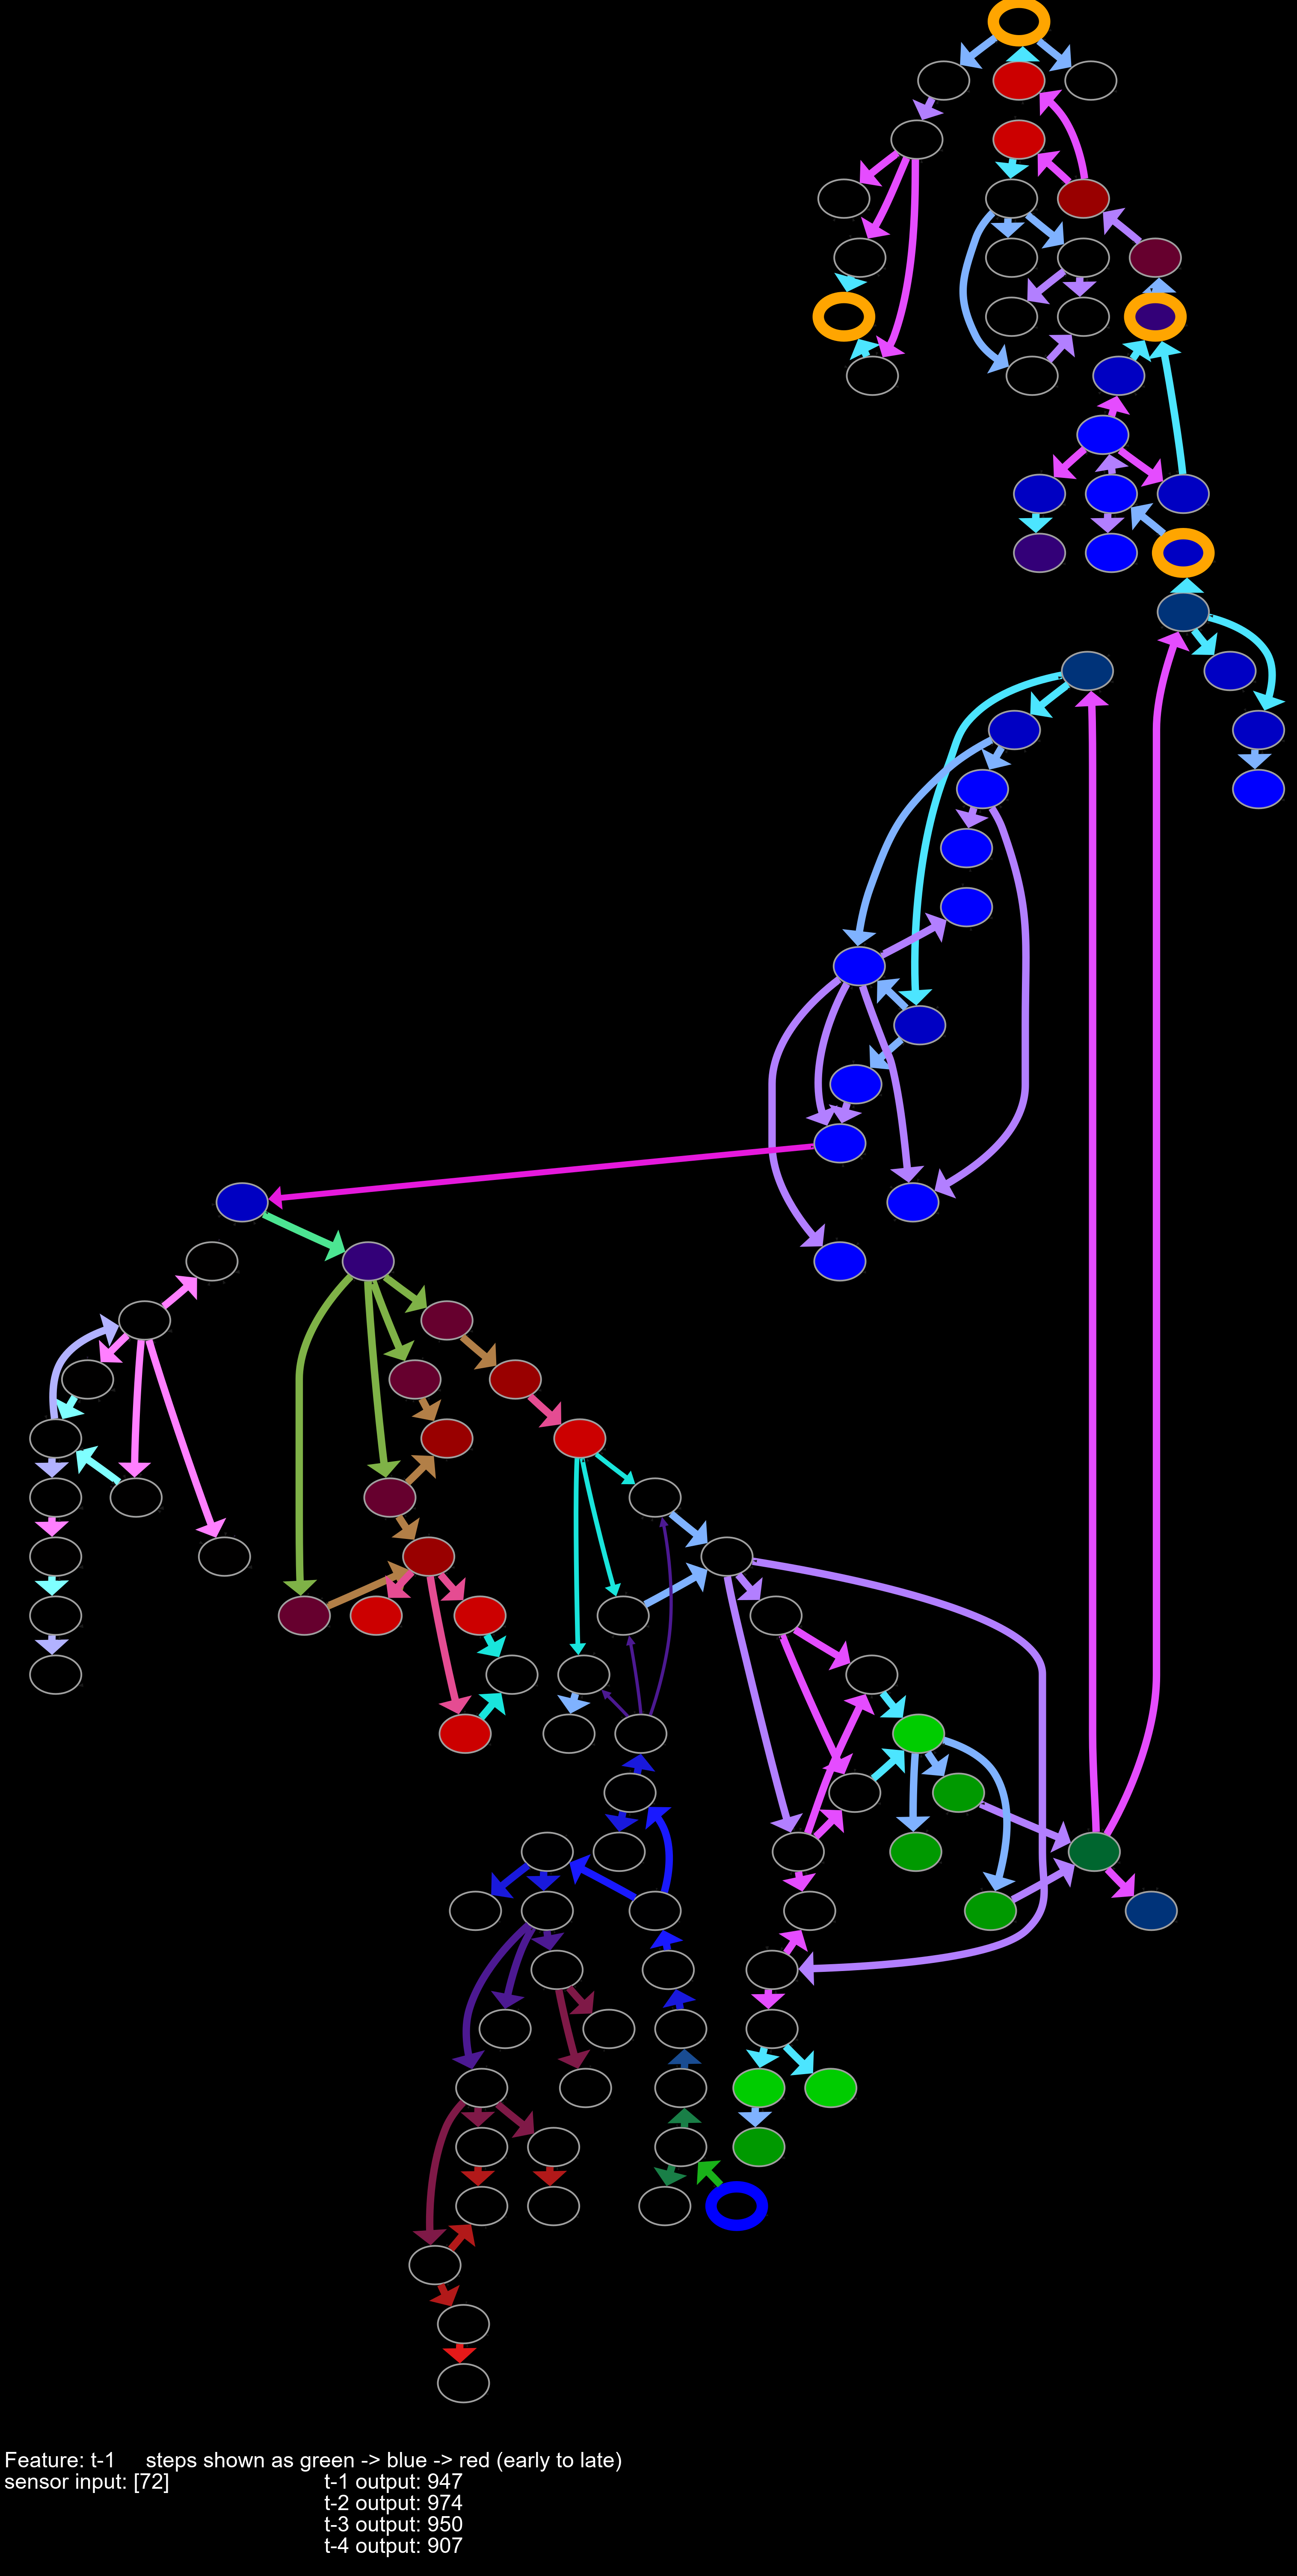 Feature: t-1 steps shown as green -> blue -> red (early to late)
sensor input: [72] t-1 output: 947
t-2 output: 974
t-3 output: 950
t-4 output: 907